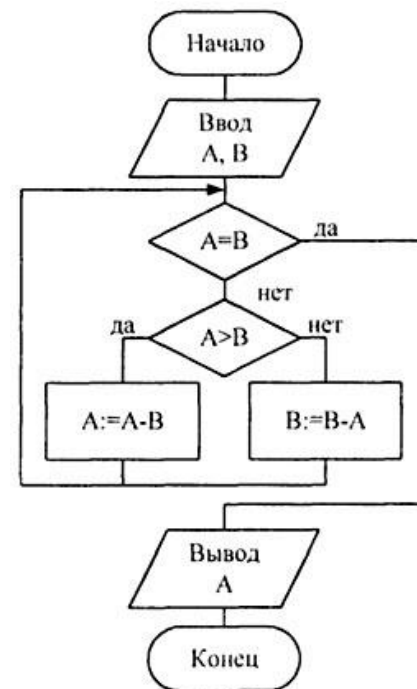 Начало
Ввод
A, B
A=B
да
нет
да
A>B
нет
A:=A-B
B:=B-A
Вывод
A
Конец